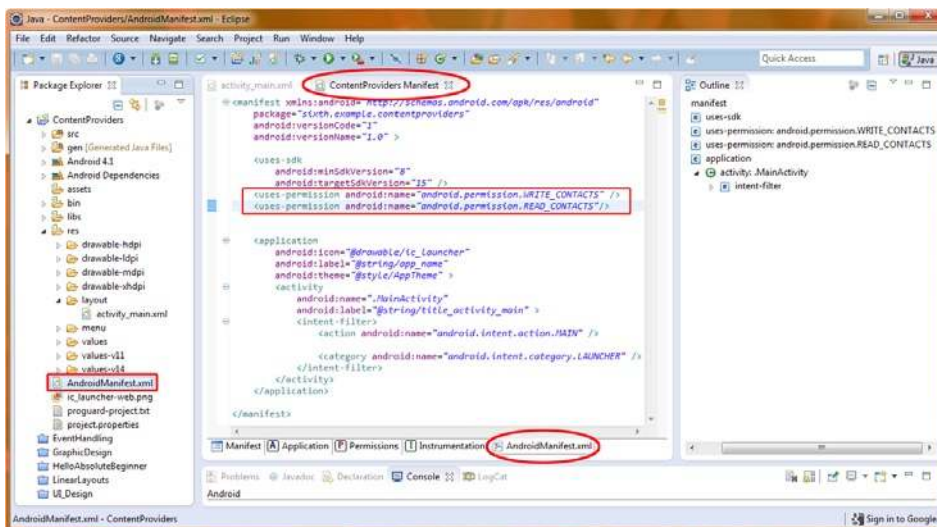 Java - ContentProviders/AndroidManifest.xml - Eclipse
File Edit Refactor Source Navigate Search Project Run Window Help
Quick Access
Java
Package Explorer
ContentProviders
src
gen [Generated Java Files]
Android 4.1
Android Dependencies
assets
bin
libs
res
drawable-hdpi
drawable-ldpi
drawable-mdpi
drawable-xhdpi
layout
activity_main.xml
menu
values
values-v11
values-v14
AndroidManifest.xml
ic_launcher-web.png
proguard-project.txt
project.properties
EventHandling
GraphicDesign
HelloAbsoluteBeginner
LinearLayouts
UI_Design
activity_main.xml
ContentProviders Manifest
<manifest xmlns:android="http://schemas.android.com/apk/res/android"
package="sixth.example.contentproviders"
android:versionCode="1"
android:versionName="1.0" >
<uses-sdk
android:minSdkVersion="8"
android:targetSdkVersion="15" />
<uses-permission android:name="android.permission.WRITE_CONTACTS" />
<uses-permission android:name="android.permission.READ_CONTACTS"/>
<application
android:icon="@drawable/ic_launcher"
android:label="@string/app_name"
android:theme="@style/AppTheme" >
<activity
android:name=".MainActivity"
android:label="@string/title_activity_main" >
<intent-filter>
<action android:name="android.intent.action.MAIN" />
<category android:name="android.intent.category.LAUNCHER" />
</intent-filter>
</activity>
</application>
</manifest>
Manifest A Application P Permissions I Instrumentation AndroidManifest.xml
Outline
manifest
uses-sdk
uses-permission: android.permission.WRITE_CONTACTS
uses-permission: android.permission.READ_CONTACTS
application
activity: .MainActivity
intent-filter
Problems @ Javadoc Declaration Console LogCat
Android
AndroidManifest.xml - ContentProviders
Sign in to Google